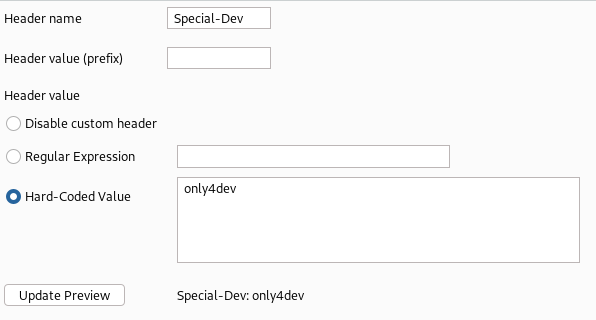 Header name Special-Dev
Header value (prefix)
Header value
Disable custom header
Regular Expression
Hard-Coded Value only4dev
Update Preview Special-Dev: only4dev